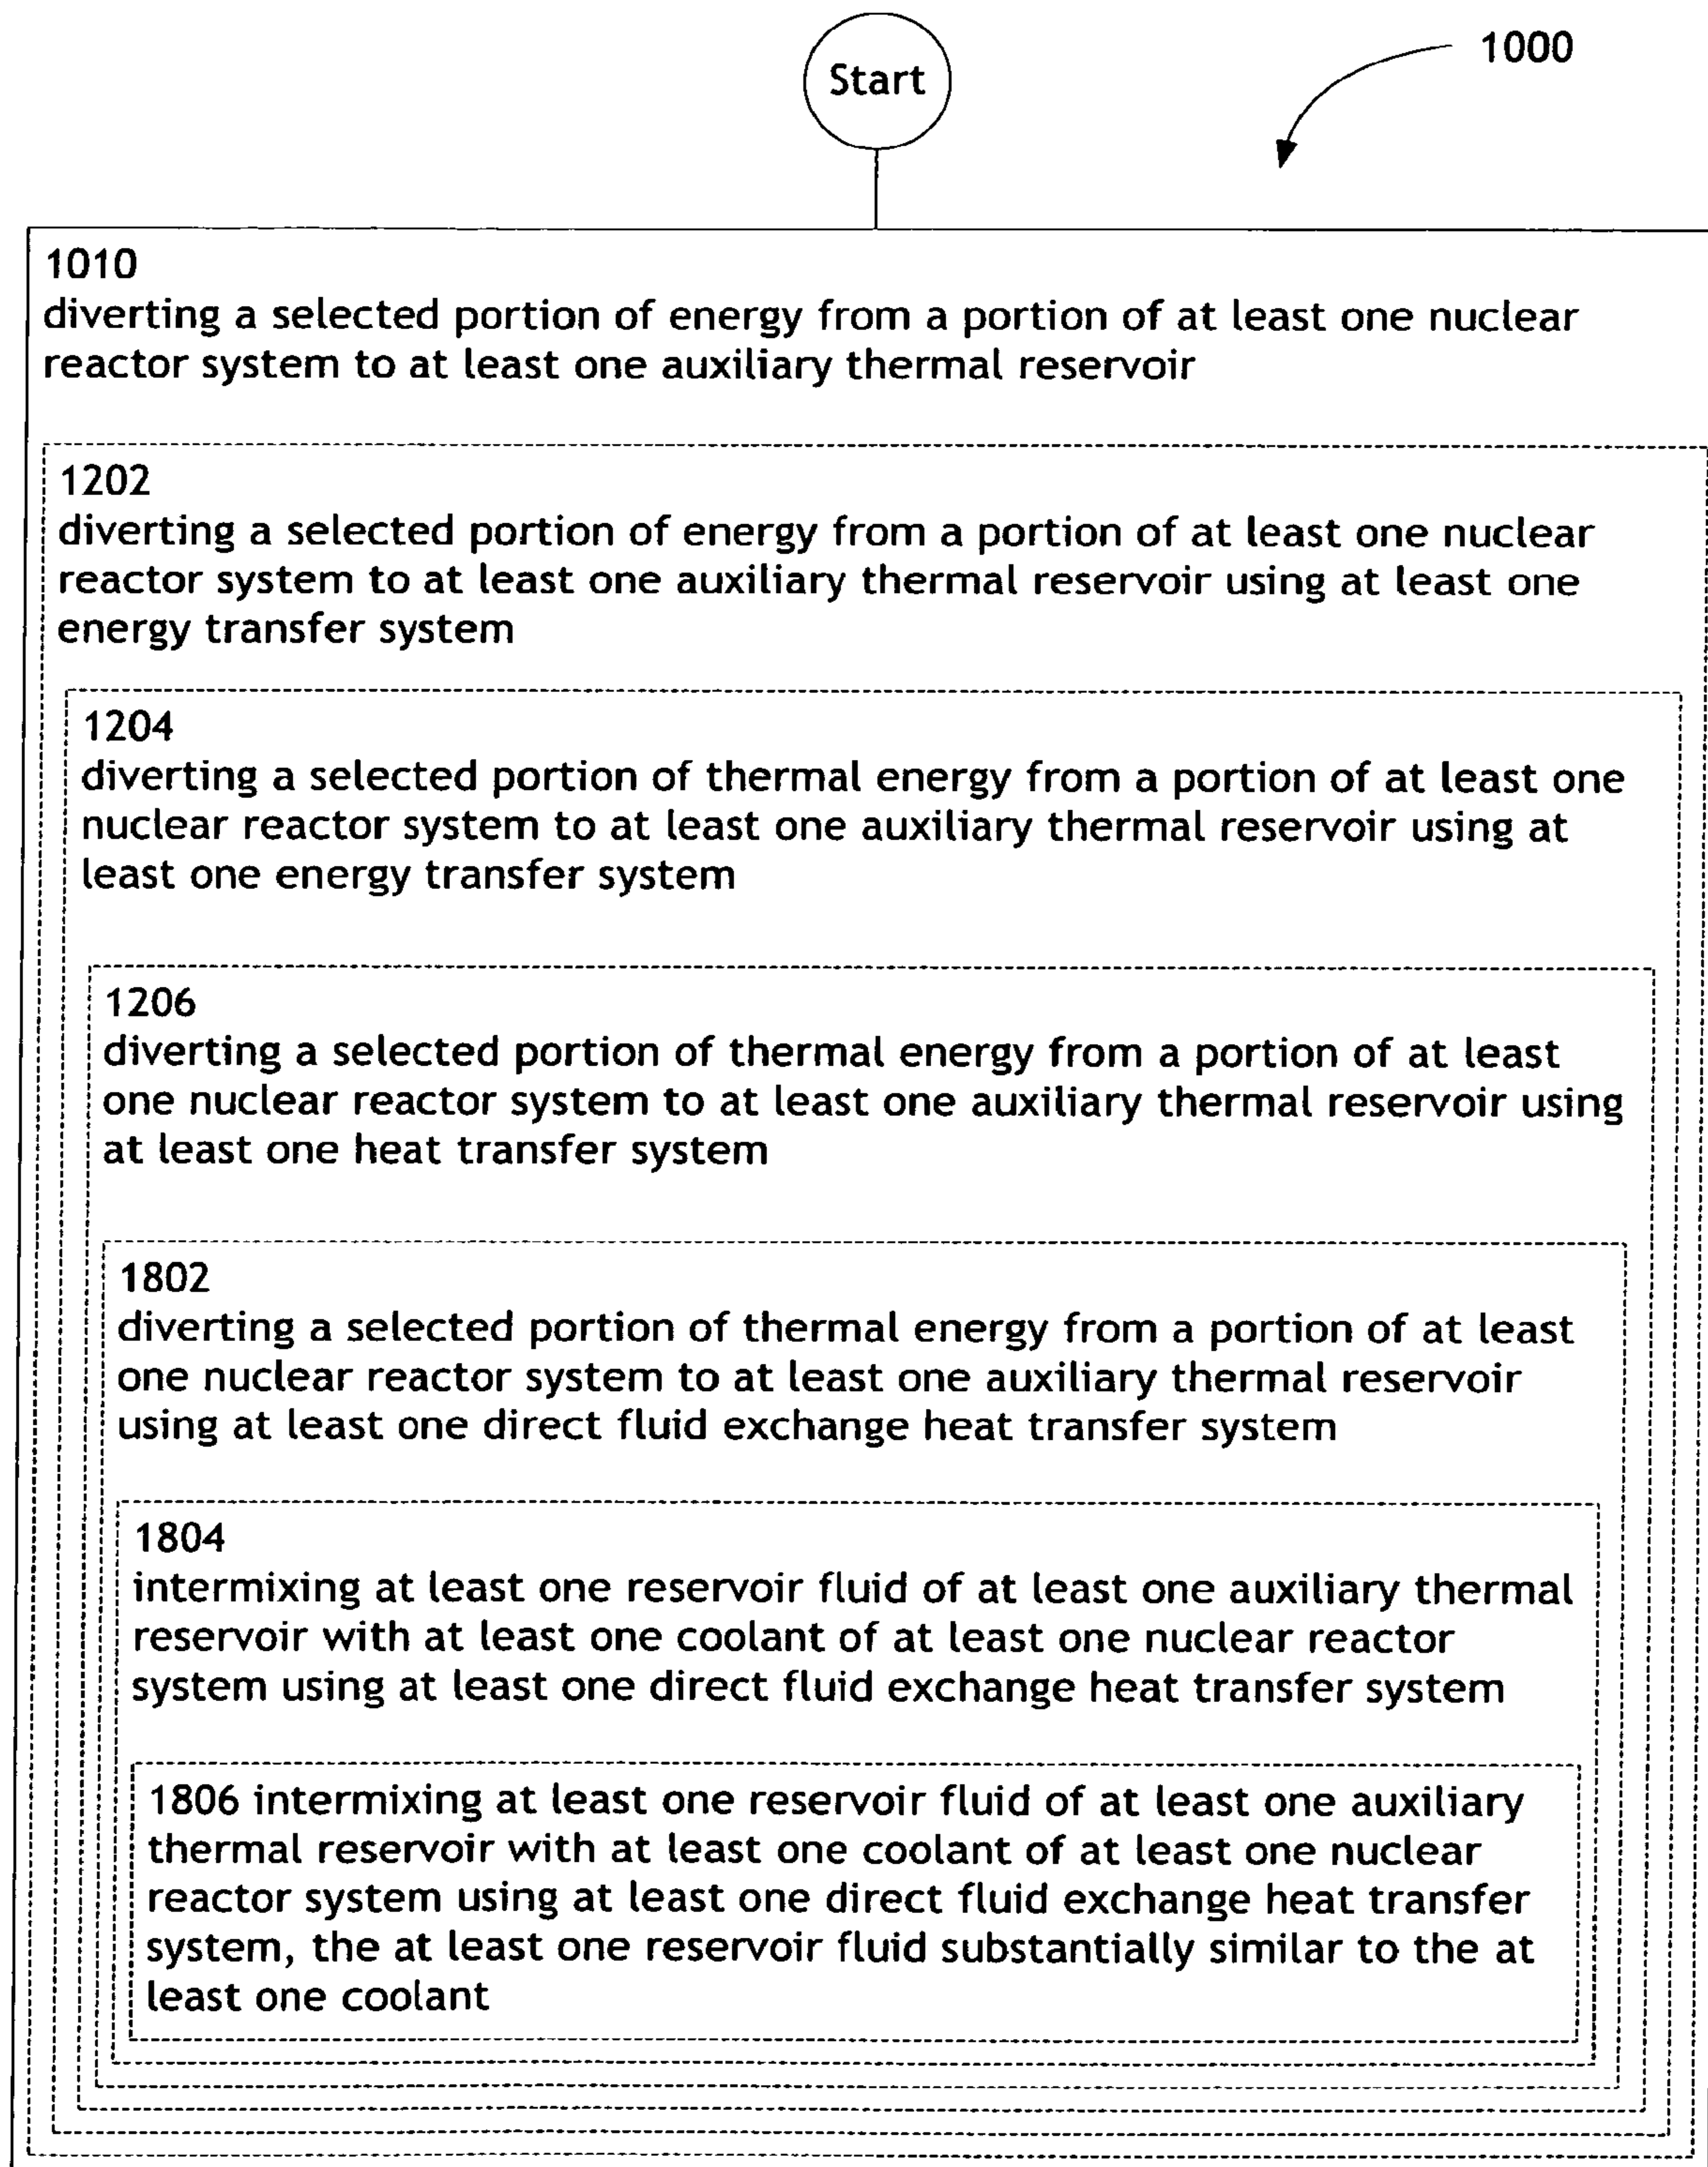 Start
1000
1010
diverting a selected portion of energy from a portion of at least one nuclear
reactor system to at least one auxiliary thermal reservoir
1202
diverting a selected portion of energy from a portion of at least one nuclear
reactor system to at least one auxiliary thermal reservoir using at least one
energy transfer system
1204
diverting a selected portion of thermal energy from a portion of at least one
nuclear reactor system to at least one auxiliary thermal reservoir using at
least one energy transfer system
1206
diverting a selected portion of thermal energy from a portion of at least
one nuclear reactor system to at least one auxiliary thermal reservoir using
at least one heat transfer system
1802
diverting a selected portion of thermal energy from a portion of at least
one nuclear reactor system to at least one auxiliary thermal reservoir
using at least one direct fluid exchange heat transfer system
1804
intermixing at least one reservoir fluid of at least one auxiliary thermal
reservoir with at least one coolant of at least one nuclear reactor
system using at least one direct fluid exchange heat transfer system
1806 intermixing at least one reservoir fluid of at least one auxiliary
thermal reservoir with at least one coolant of at least one nuclear
reactor system using at least one direct fluid exchange heat transfer
system, the at least one reservoir fluid substantially similar to the at
least one coolant